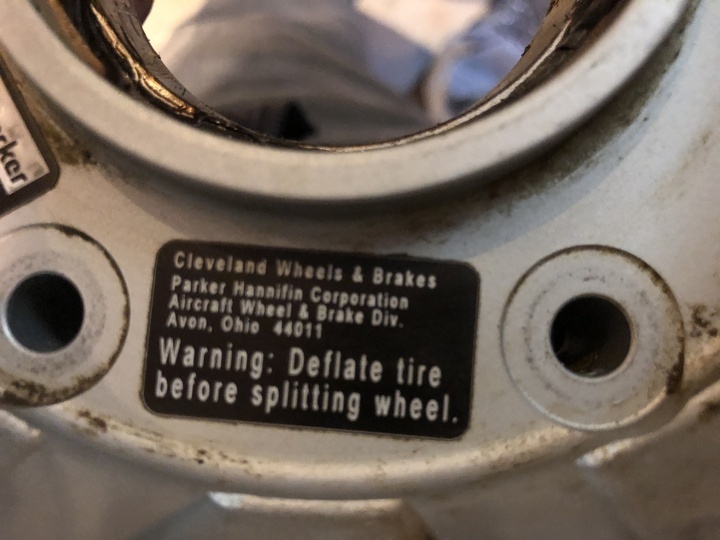 Cleveland Wheels & Brakes
Parker Hannifin Corporation
Aircraft Wheel & Brake Div.
Avon, Ohio 44011
Warning: Deflate tire
before splitting wheel.